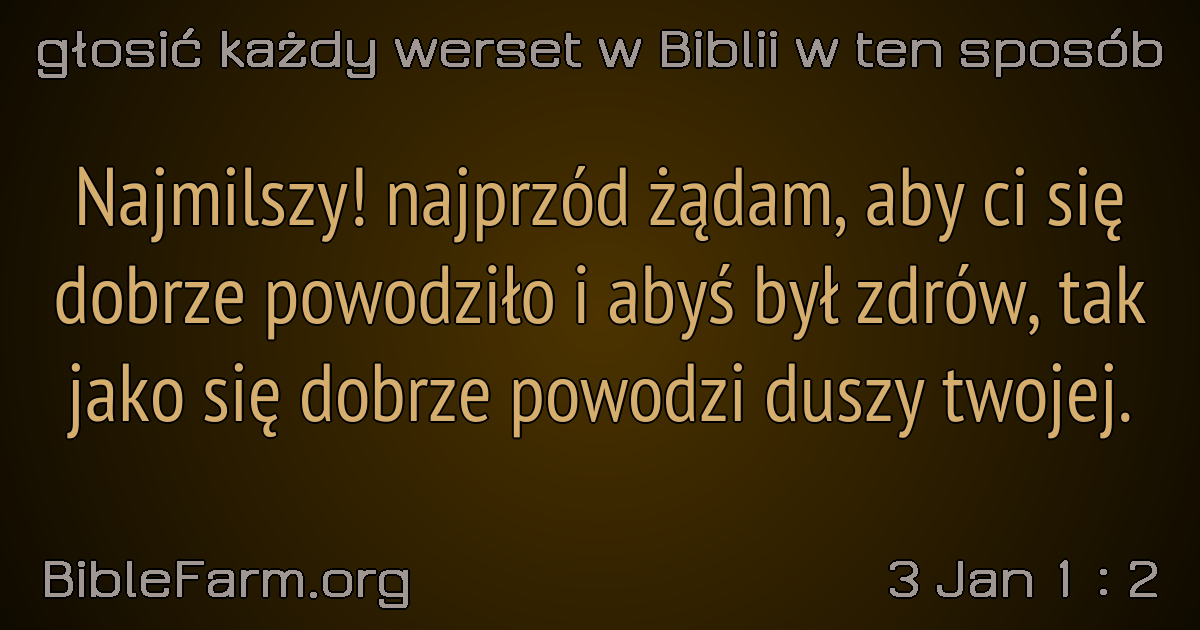 głosić każdy werset w Biblii w ten sposób
Najmilszy! najprzód żądam, aby ci się
dobrze powodziło i abyś był zdrów, tak
jako się dobrze powodzi duszy twojej.
BibleFarm.org
3 Jan 1 : 2